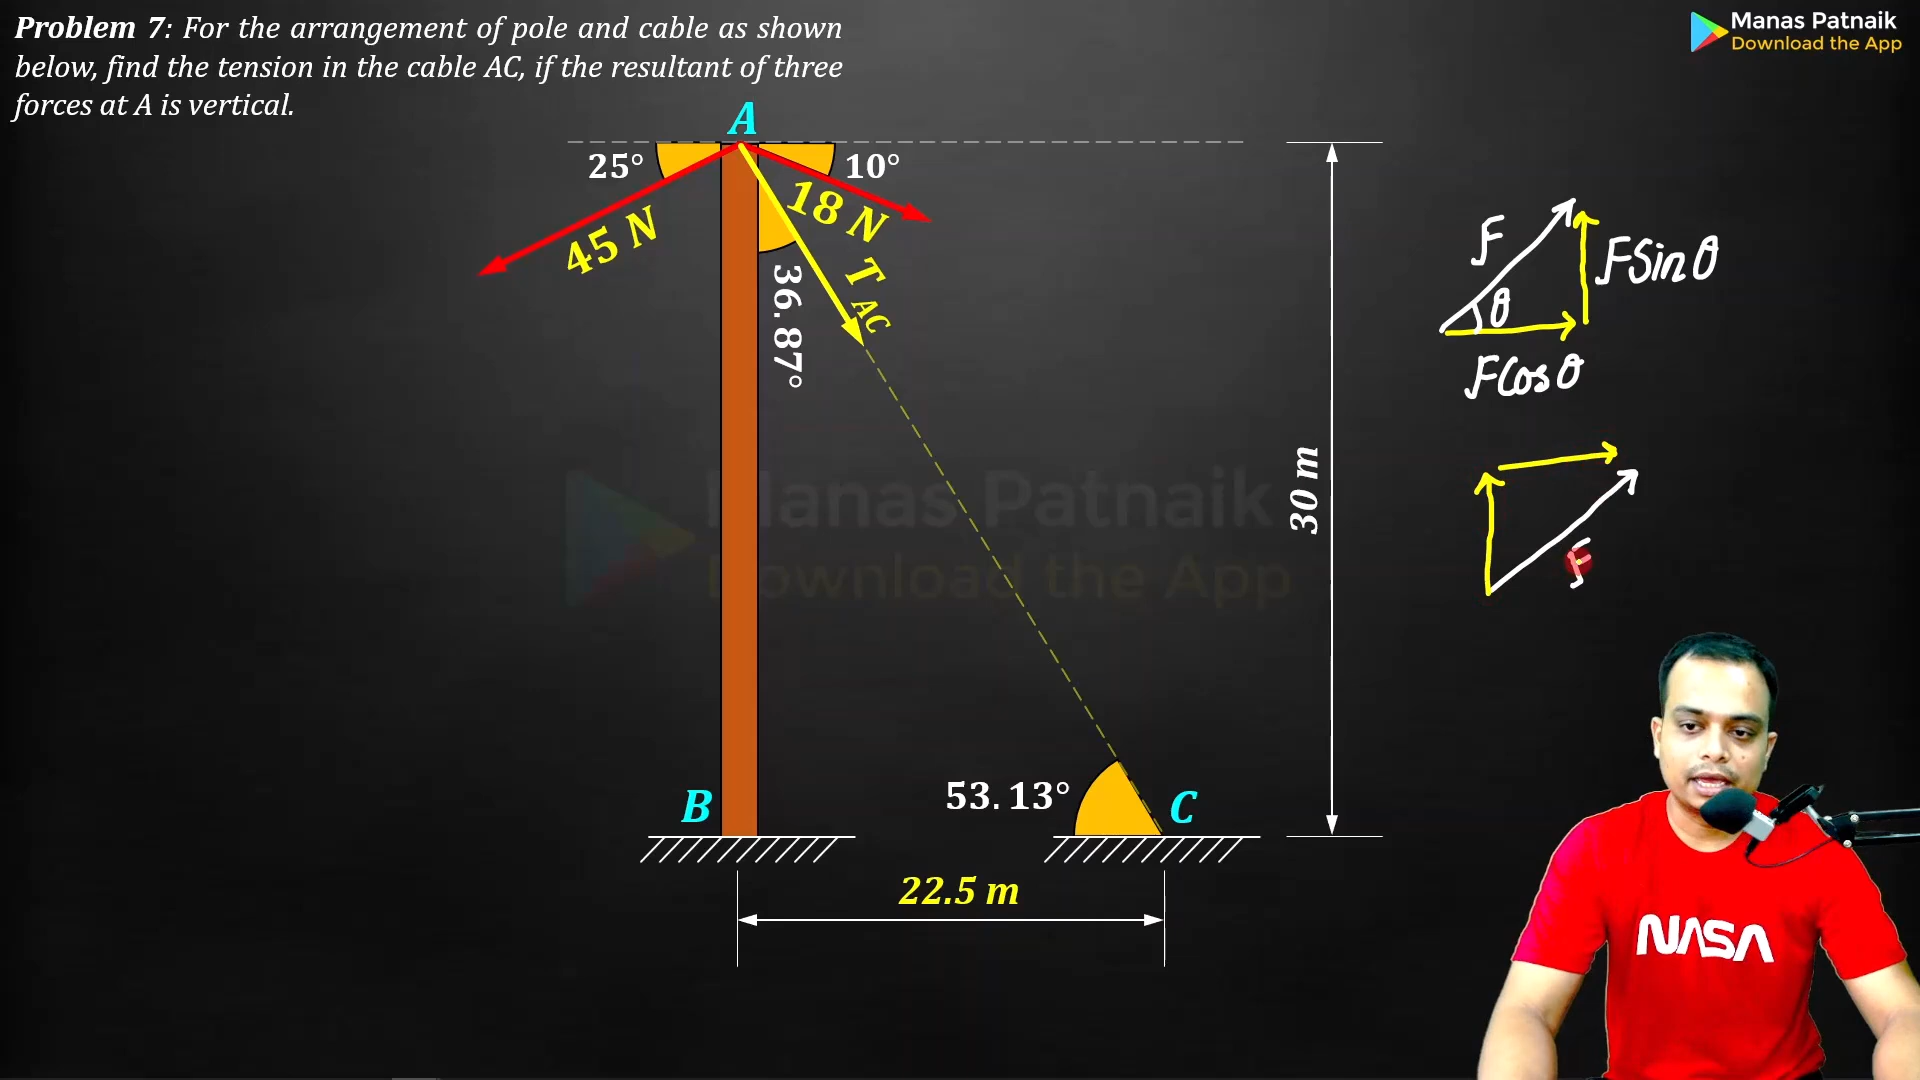 Problem 7: For the arrangement of pole and cable as shown
below, find the tension in the cable AC, if the resultant of three
forces at A is vertical.
Manas Patnaik
Download the App
A
25°
10°
45 N
18 N
T AC
36.87°
F
θ
F Sin θ
F Cos θ
F
30 m
Manas Patnaik
Download the App
B
53.13°
C
22.5 m
NASA